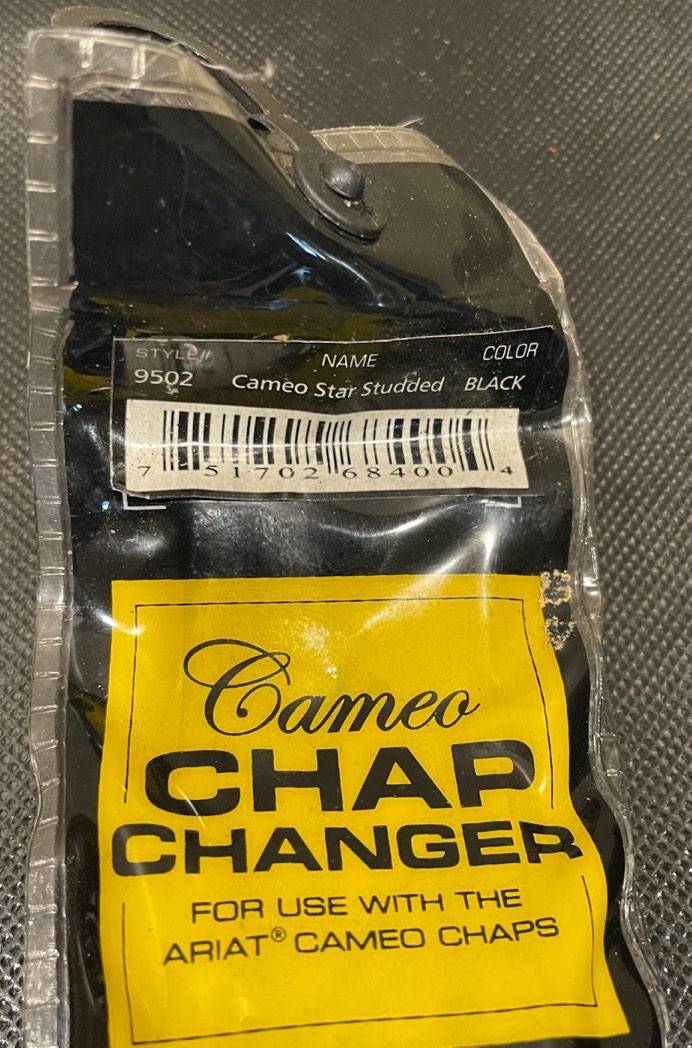 STYLE# NAME COLOR
9502 Cameo Star Studded BLACK
7 51702 68400 4
Cameo
CHAP
CHANGER
FOR USE WITH THE
ARIAT® CAMEO CHAPS